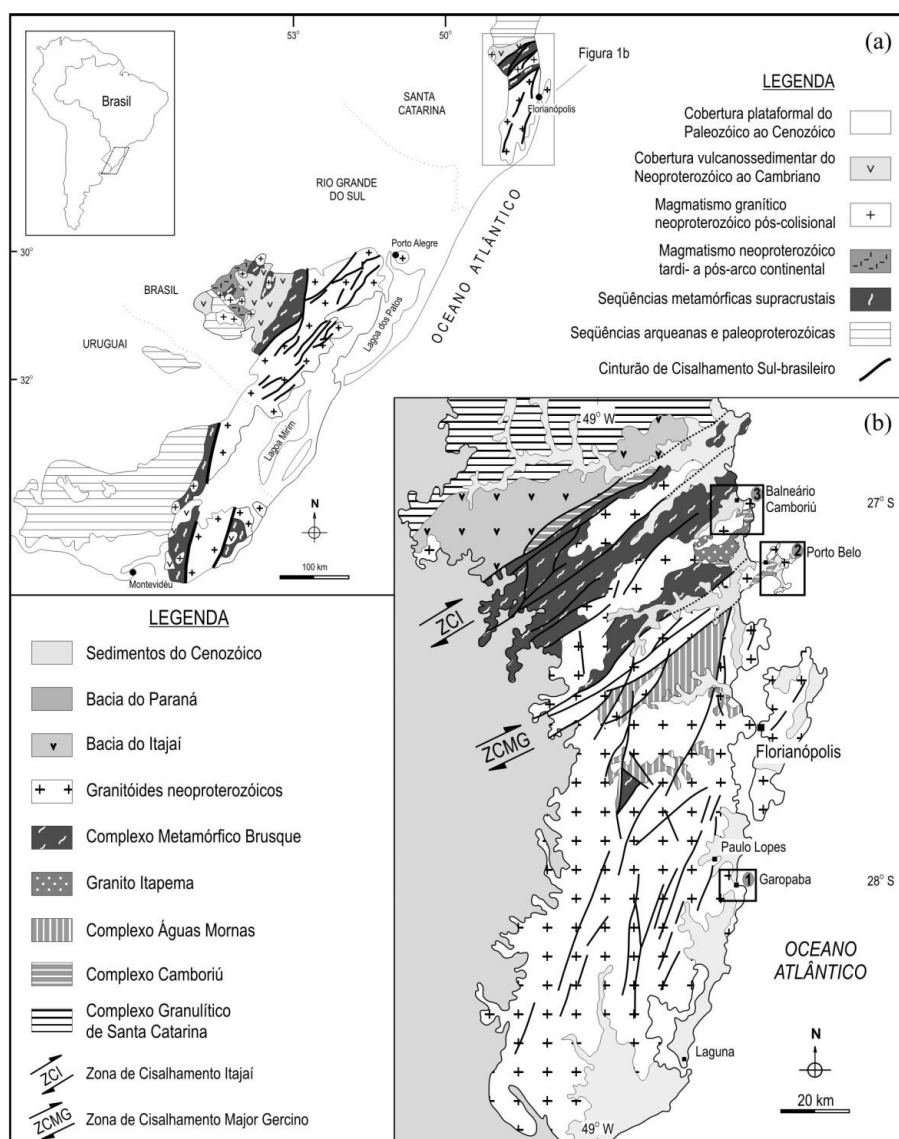 53°
50°
(a)
Brasil
Figura 1b
SANTA
CATARINA
Florianópolis
RIO GRANDE
DO SUL
OCEANO ATLÂNTICO
30°
Porto Alegre
BRASIL
Lagoa dos Patos
URUGUAI
32°
Lagoa Mirim
N
Montevidéu
100 km
LEGENDA
Cobertura plataformal do
Paleozóico ao Cenozóico
Cobertura vulcanossedimentar do
Neoproterozóico ao Cambriano
Magmatismo granítico
neoproterozóico pós-colisional
Magmatismo neoproterozóico
tardi- a pós-arco continental
Seqüências metamórficas supracrustais
Seqüências arqueanas e paleoproterozóicas
Cinturão de Cisalhamento Sul-brasileiro
(b)
49° W
3
Balneário
Camboriú
27° S
2
Porto Belo
ZCI
ZCMG
Florianópolis
Paulo Lopes
1
Garopaba
28° S
OCEANO
ATLÂNTICO
Laguna
N
20 km
49° W
LEGENDA
Sedimentos do Cenozóico
Bacia do Paraná
Bacia do Itajaí
Granitóides neoproterozóicos
Complexo Metamórfico Brusque
Granito Itapema
Complexo Águas Mornas
Complexo Camboriú
Complexo Granulítico
de Santa Catarina
ZCI Zona de Cisalhamento Itajaí
ZCMG Zona de Cisalhamento Major Gercino